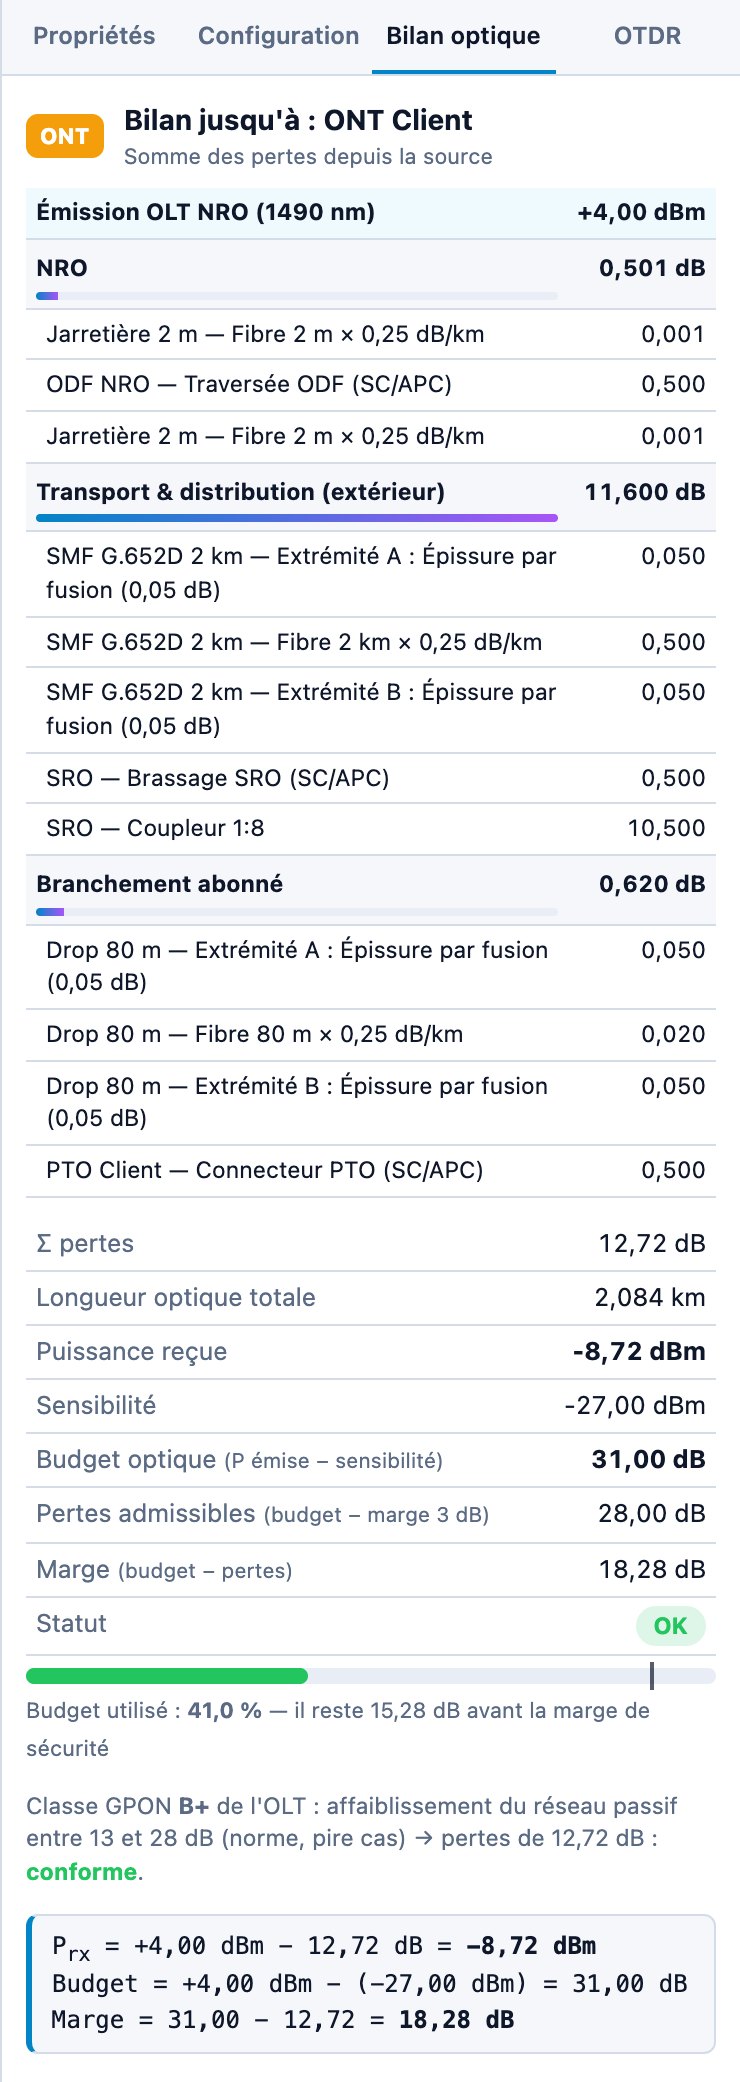 Propriétés Configuration Bilan optique OTDR
ONT
Bilan jusqu'à : ONT Client
Somme des pertes depuis la source
Émission OLT NRO (1490 nm) +4,00 dBm
NRO 0,501 dB
Jarretière 2 m — Fibre 2 m × 0,25 dB/km 0,001
ODF NRO — Traversée ODF (SC/APC) 0,500
Jarretière 2 m — Fibre 2 m × 0,25 dB/km 0,001
Transport & distribution (extérieur) 11,600 dB
SMF G.652D 2 km — Extrémité A : Épissure par 0,050
fusion (0,05 dB)
SMF G.652D 2 km — Fibre 2 km × 0,25 dB/km 0,500
SMF G.652D 2 km — Extrémité B : Épissure par 0,050
fusion (0,05 dB)
SRO — Brassage SRO (SC/APC) 0,500
SRO — Coupleur 1:8 10,500
Branchement abonné 0,620 dB
Drop 80 m — Extrémité A : Épissure par fusion 0,050
(0,05 dB)
Drop 80 m — Fibre 80 m × 0,25 dB/km 0,020
Drop 80 m — Extrémité B : Épissure par fusion 0,050
(0,05 dB)
PTO Client — Connecteur PTO (SC/APC) 0,500
Σ pertes 12,72 dB
Longueur optique totale 2,084 km
Puissance reçue -8,72 dBm
Sensibilité -27,00 dBm
Budget optique (P émise – sensibilité) 31,00 dB
Pertes admissibles (budget – marge 3 dB) 28,00 dB
Marge (budget – pertes) 18,28 dB
Statut OK
Budget utilisé : 41,0 % — il reste 15,28 dB avant la marge de
sécurité
Classe GPON B+ de l'OLT : affaiblissement du réseau passif
entre 13 et 28 dB (norme, pire cas) → pertes de 12,72 dB :
conforme.
Prx = +4,00 dBm − 12,72 dB = −8,72 dBm
Budget = +4,00 dBm − (−27,00 dBm) = 31,00 dB
Marge = 31,00 − 12,72 = 18,28 dB